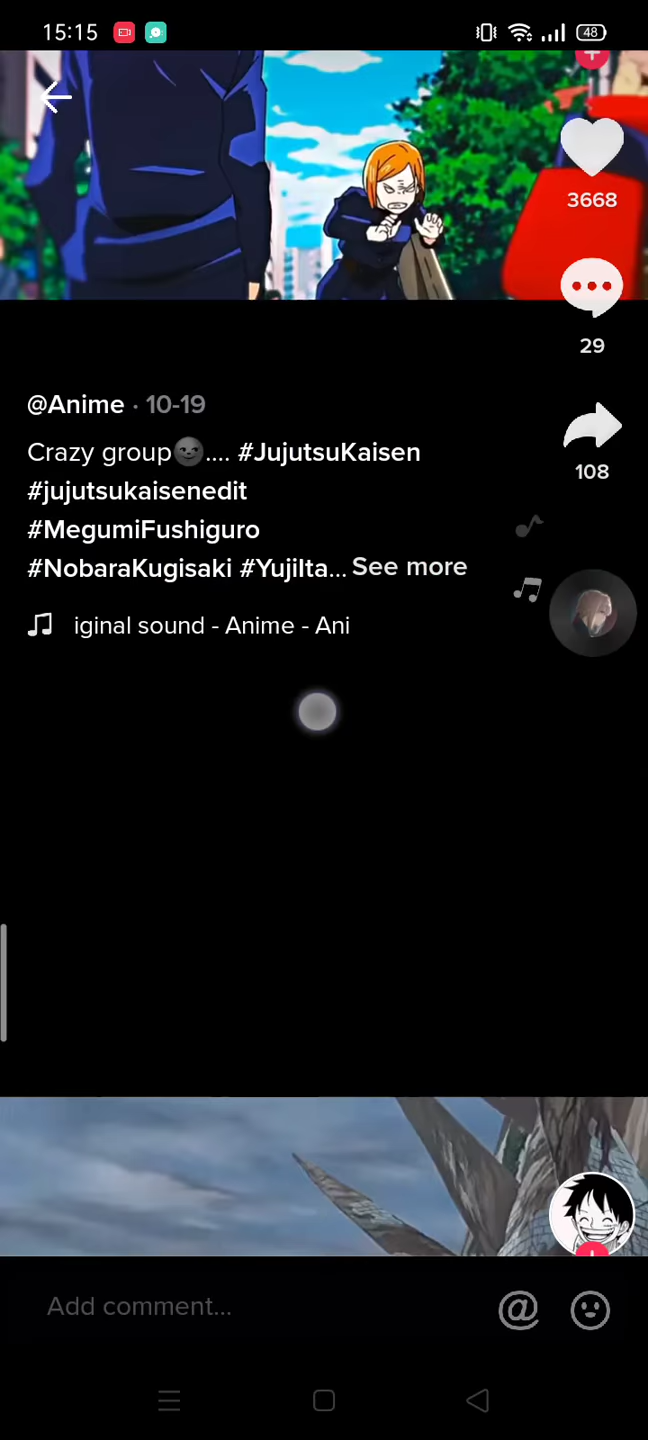 15:15
48
3668
29
@Anime · 10-19
Crazy group🌚.... #JujutsuKaisen
#jujutsukaisenedit
108
#MegumiFushiguro
#NobaraKugisaki #YujiIta... See more
iginal sound - Anime - Ani
Add comment...